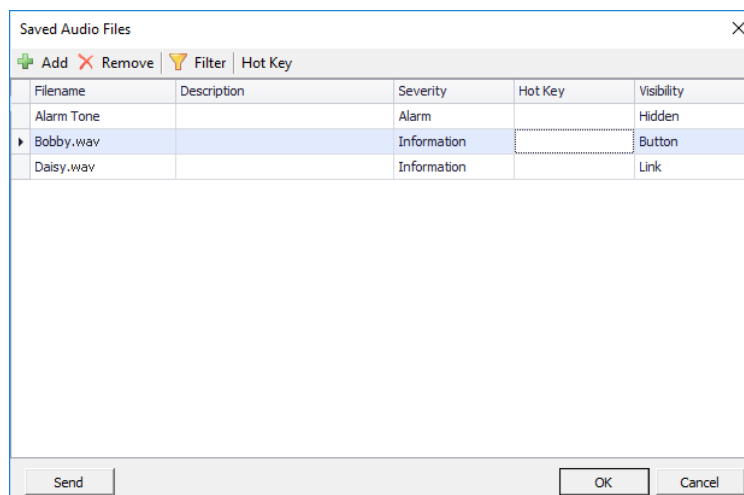 Saved Audio Files
Add Remove Filter Hot Key
Filename Description Severity Hot Key Visibility
Alarm Tone Alarm Hidden
Bobby.wav Information Button
Daisy.wav Information Link
Send OK Cancel